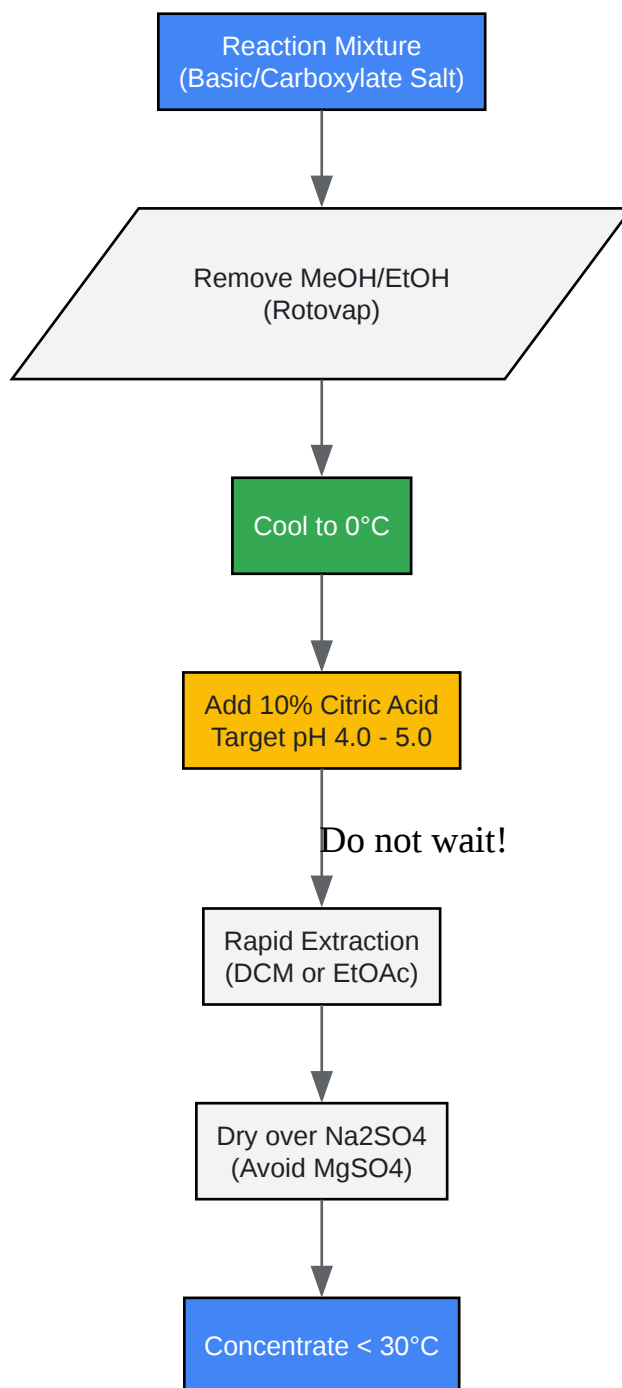 Reaction Mixture
(Basic/Carboxylate Salt)
Remove MeOH/EtOH
(Rotovap)
Cool to 0°C
Add 10% Citric Acid
Target pH 4.0 - 5.0
Do not wait!
Rapid Extraction
(DCM or EtOAc)
Dry over Na2SO4
(Avoid MgSO4)
Concentrate < 30°C